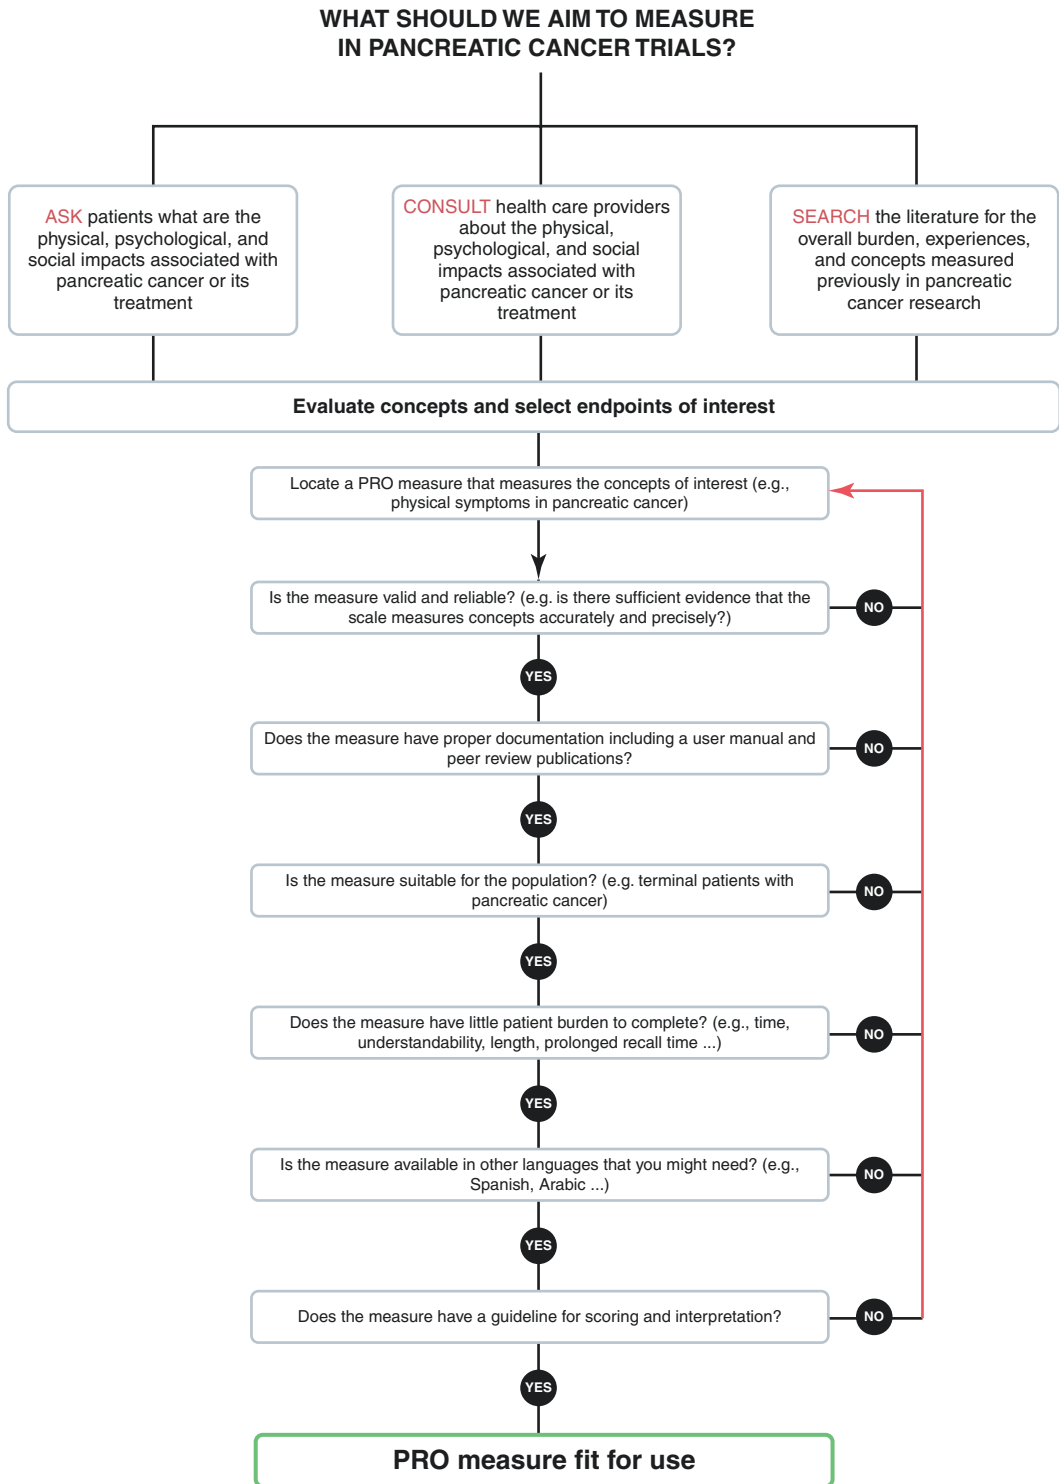 WHAT SHOULD WE AIM TO MEASURE
IN PANCREATIC CANCER TRIALS?
ASK patients what are the
physical, psychological, and
social impacts associated with
pancreatic cancer or its
treatment
CONSULT health care providers
about the physical,
psychological, and social
impacts associated with
pancreatic cancer or its
treatment
SEARCH the literature for the
overall burden, experiences,
and concepts measured
previously in pancreatic
cancer research
Evaluate concepts and select endpoints of interest
Locate a PRO measure that measures the concepts of interest (e.g.,
physical symptoms in pancreatic cancer)
Is the measure valid and reliable? (e.g. is there sufficient evidence that the
scale measures concepts accurately and precisely?)
NO
YES
Does the measure have proper documentation including a user manual and
peer review publications?
NO
YES
Is the measure suitable for the population? (e.g. terminal patients with
pancreatic cancer)
NO
YES
Does the measure have little patient burden to complete? (e.g., time,
understandability, length, prolonged recall time ...)
NO
YES
Is the measure available in other languages that you might need? (e.g.,
Spanish, Arabic ...)
NO
YES
Does the measure have a guideline for scoring and interpretation?
NO
YES
PRO measure fit for use